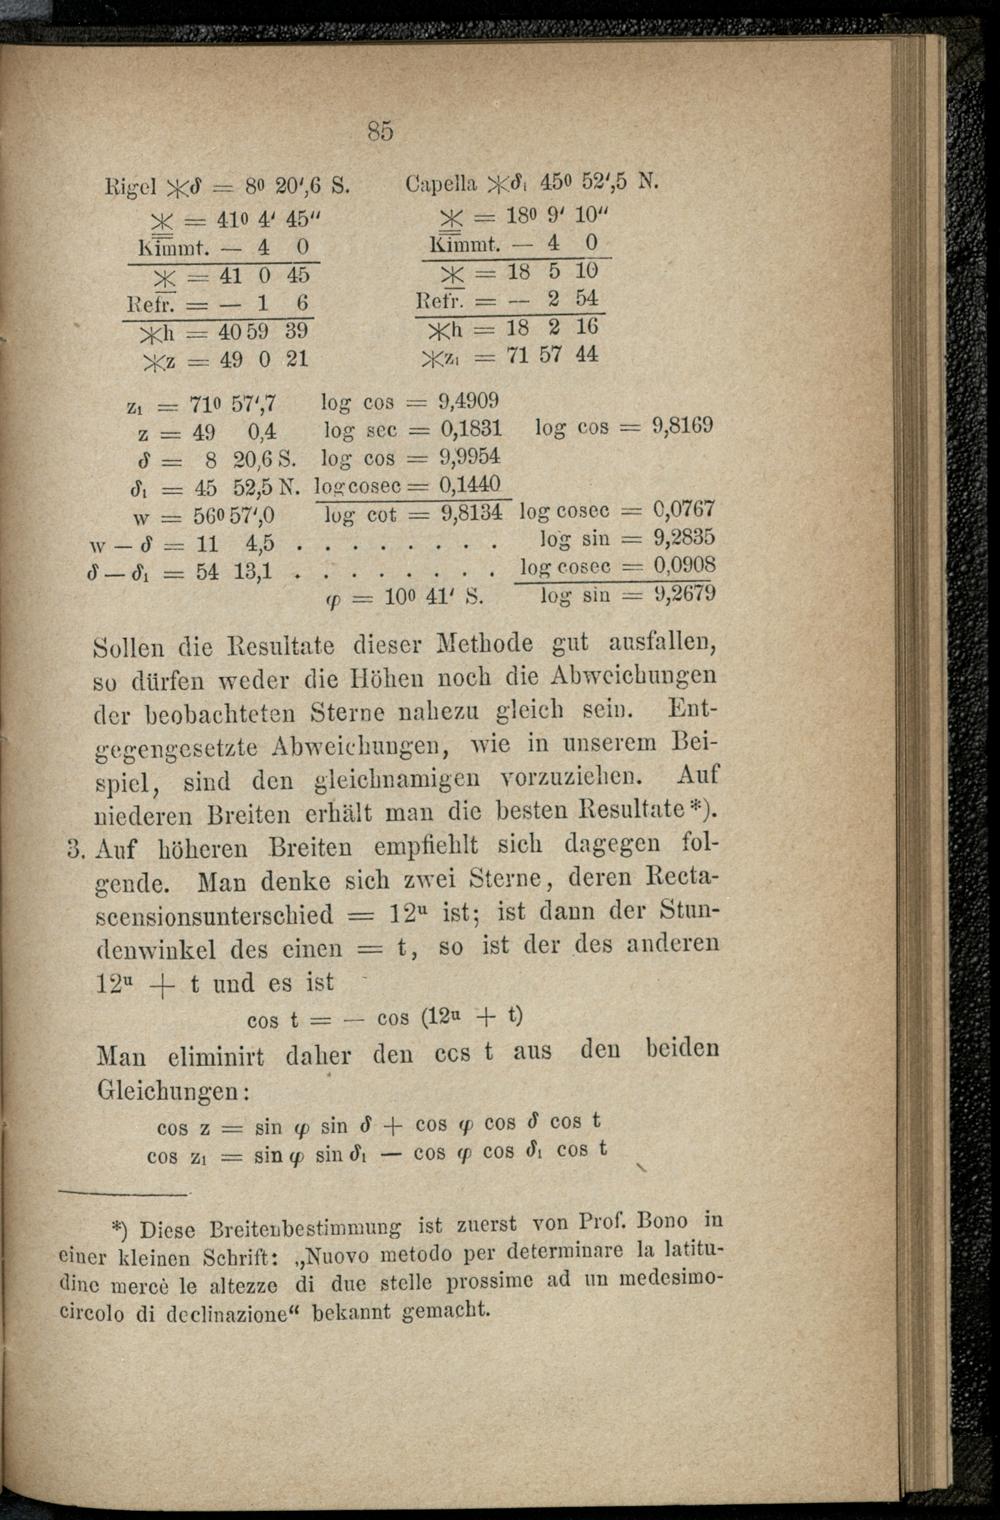 85
Rigel ✳δ = 8⁰ 20′,6 S. Capella ✳δ₁ 45⁰ 52′,5 N.
✳ = 41⁰ 4′ 45″ ✳ = 18⁰ 9′ 10″
Kimmt. — 4 0 Kimmt. — 4 0
✳ = 41 0 45 ✳ = 18 5 10
Refr. = — 1 6 Refr. = — 2 54
✳h = 40 59 39 ✳h = 18 2 16
✳z = 49 0 21 ✳z₁ = 71 57 44
z₁ = 71⁰ 57′,7 log cos = 9,4909
z = 49 0,4 log sec = 0,1831 log cos = 9,8169
δ = 8 20,6 S. log cos = 9,9954
δ₁ = 45 52,5 N. log cosec = 0,1440
w = 56⁰ 57′,0 log cot = 9,8134 log cosec = 0,0767
w — δ = 11 4,5 . . . . . . . . log sin = 9,2835
δ — δ₁ = 54 13,1 . . . . . . . . log cosec = 0,0908
φ = 10⁰ 41′ S. log sin = 9,2679
Sollen die Resultate dieser Methode gut ausfallen,
so dürfen weder die Höhen noch die Abweichungen
der beobachteten Sterne nahezu gleich sein. Ent-
gegengesetzte Abweichungen, wie in unserem Bei-
spiel, sind den gleichnamigen vorzuziehen. Auf
niederen Breiten erhält man die besten Resultate*).
3. Auf höheren Breiten empfiehlt sich dagegen fol-
gende. Man denke sich zwei Sterne, deren Recta-
scensionsunterschied = 12ᵘ ist; ist dann der Stun-
denwinkel des einen = t, so ist der des anderen
12ᵘ + t und es ist
cos t = — cos (12ᵘ + t)
Man eliminirt daher den ccs t aus den beiden
Gleichungen:
cos z = sin φ sin δ + cos φ cos δ cos t
cos z₁ = sin φ sin δ₁ — cos φ cos δ₁ cos t
*) Diese Breitenbestimmung ist zuerst von Prof. Bono in
einer kleinen Schrift: „Nuovo metodo per determinare la latitu-
dine mercè le altezze di due stelle prossime ad un medesimo-
circolo di declinazione“ bekannt gemacht.